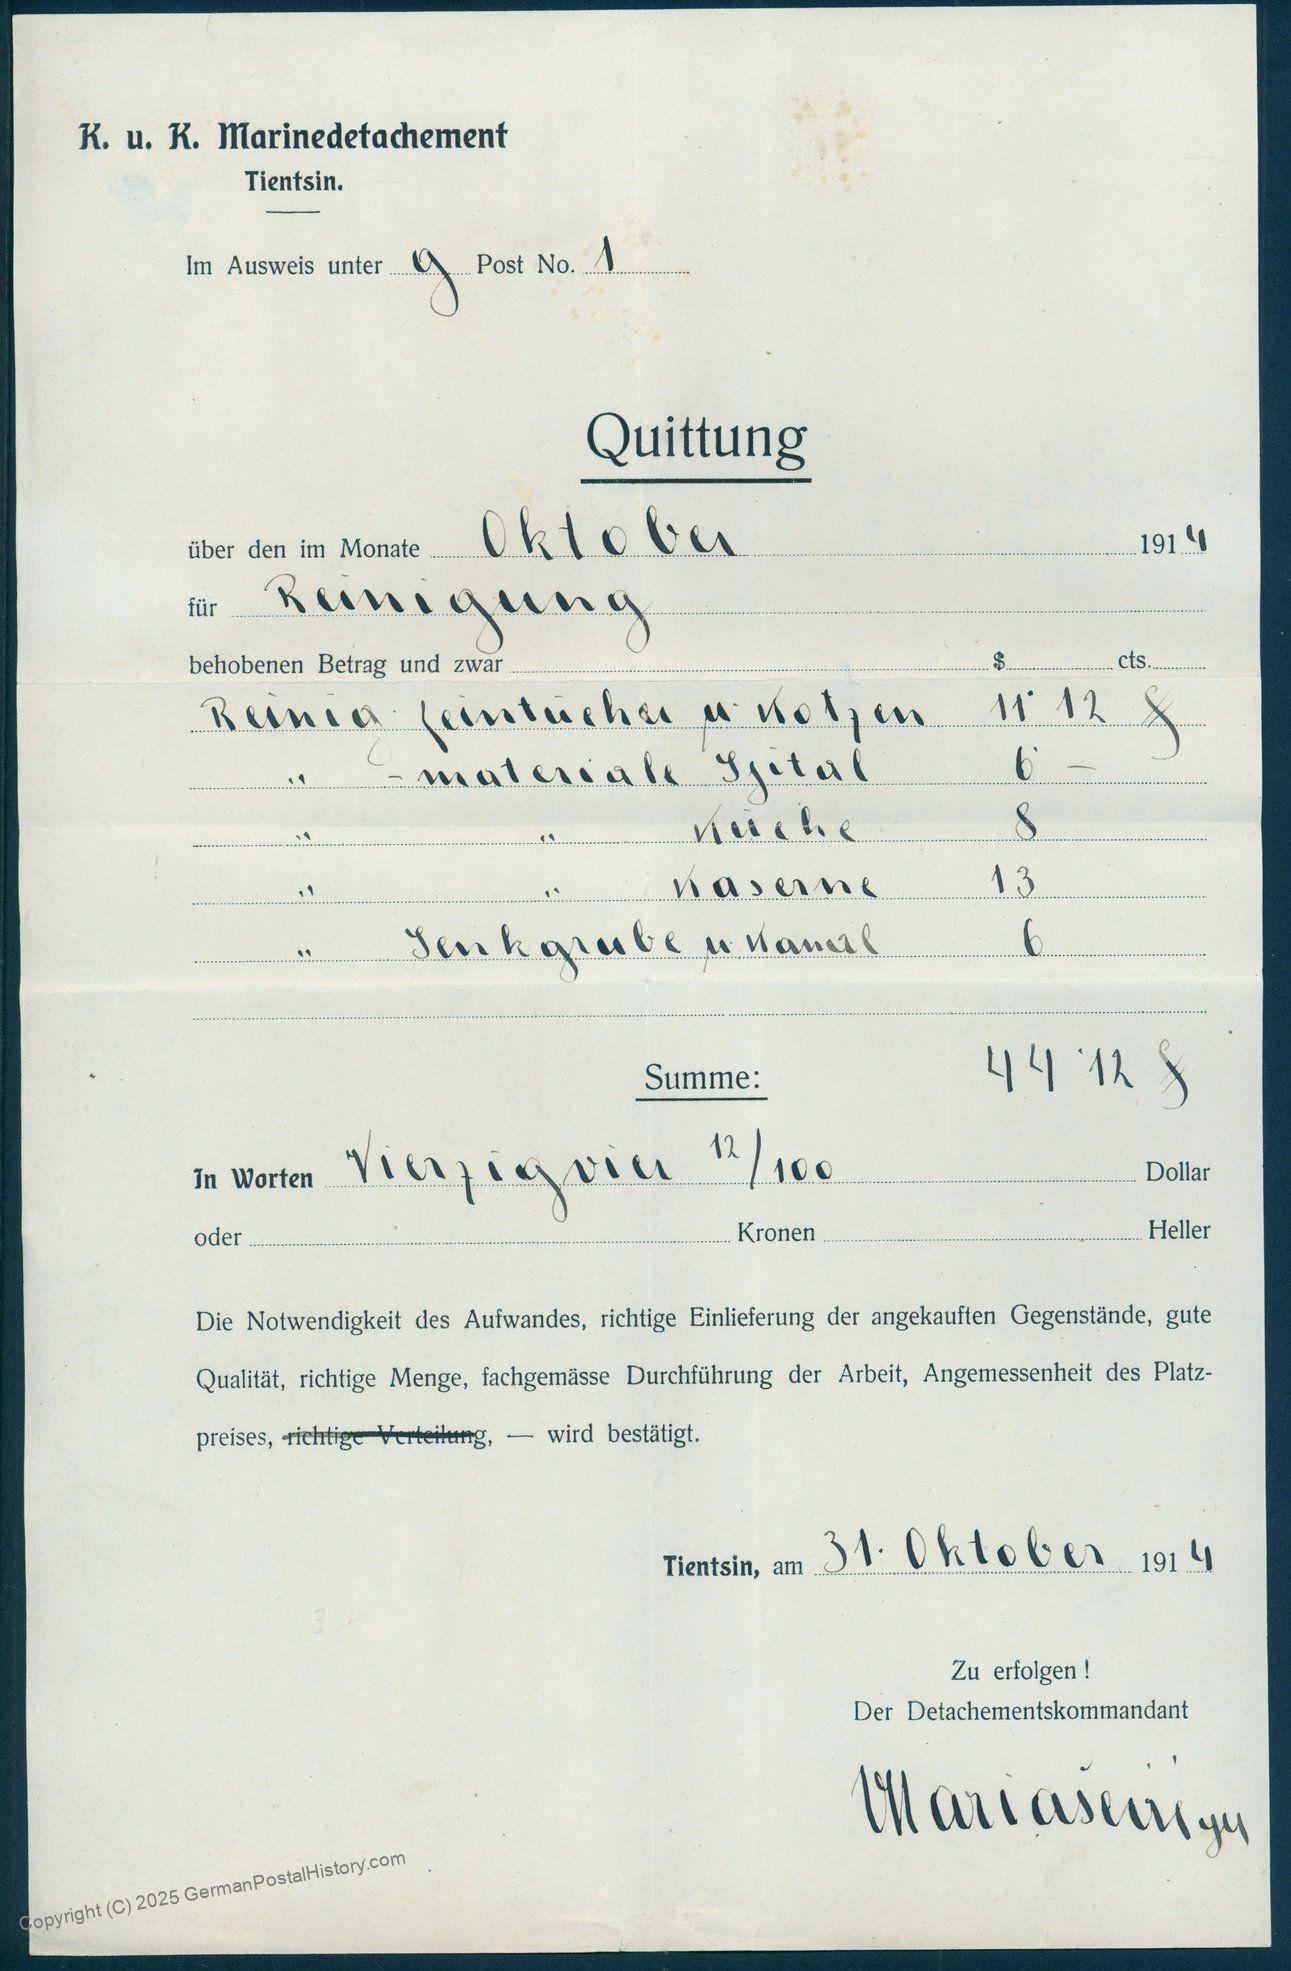 K. u. K. Marinedetachement
Tientsin.
Im Ausweis unter g Post No. 1
Quittung
über den im Monate Oktober 1914
für Reinigung
behobenen Betrag und zwar $ cts.
Reinig. Leintücher u Kotzen 11 12
" -materiale Spital 6 —
" " Küche 8
" " Kaserne 13
" Senkgrube u. Kanäl 6
Summe: 44 12
In Worten Vierzigvier 12/100 Dollar
oder Kronen Heller
Die Notwendigkeit des Aufwandes, richtige Einlieferung der angekauften Gegenstände, gute
Qualität, richtige Menge, fachgemässe Durchführung der Arbeit, Angemessenheit des Platz-
preises, richtige Verteilung, — wird bestätigt.
Tientsin, am 31. Oktober 1914
Zu erfolgen!
Der Detachementskommandant
Copyright (C) 2025 GermanPostalHistory.com